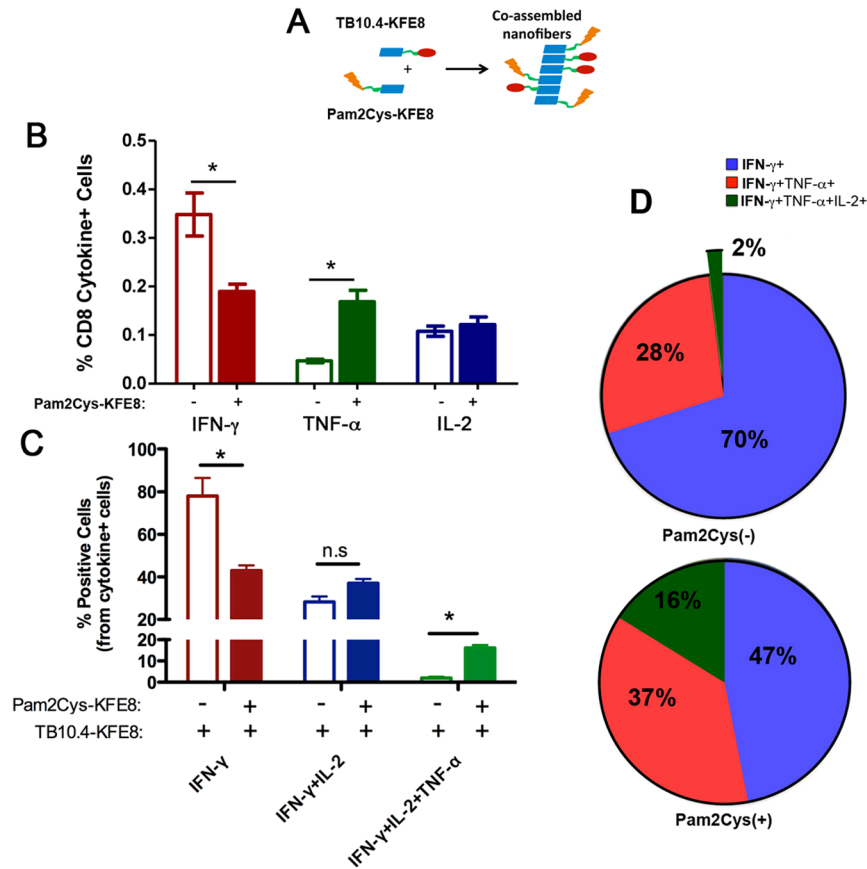 A
TB10.4-KFE8
+
Pam2Cys-KFE8
Co-assembled
nanofibers
B
% CD8 Cytokine+ Cells
0.5
0.4
0.3
0.2
0.1
0.0
*
*
Pam2Cys-KFE8: - + - + - +
IFN-γ TNF-α IL-2
C
% Positive Cells
(from cytokine+ cells)
100
80
60
40
20
20
10
0
*
n.s
*
Pam2Cys-KFE8: - + - + - +
TB10.4-KFE8: + + + + + +
IFN-γ
IFN-γ+IL-2
IFN-γ+IL-2+TNF-α
D
IFN-γ+
IFN-γ+TNF-α+
IFN-γ+TNF-α+IL-2+
2%
28%
70%
Pam2Cys(-)
16%
47%
37%
Pam2Cys(+)